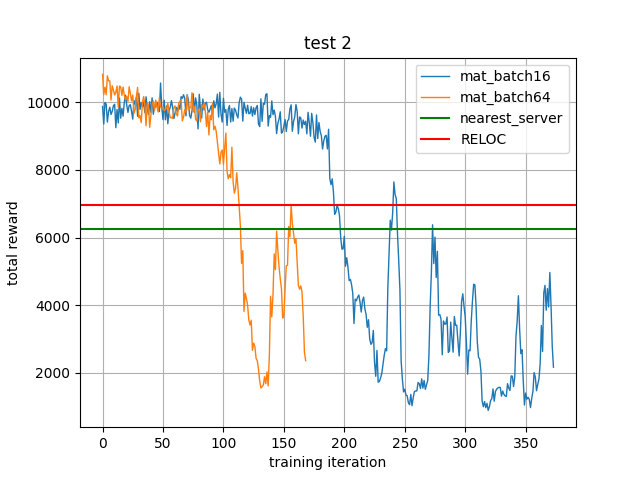 test 2
mat_batch16
mat_batch64
nearest_server
RELOC
total reward
10000
8000
6000
4000
2000
0 50 100 150 200 250 300 350
training iteration